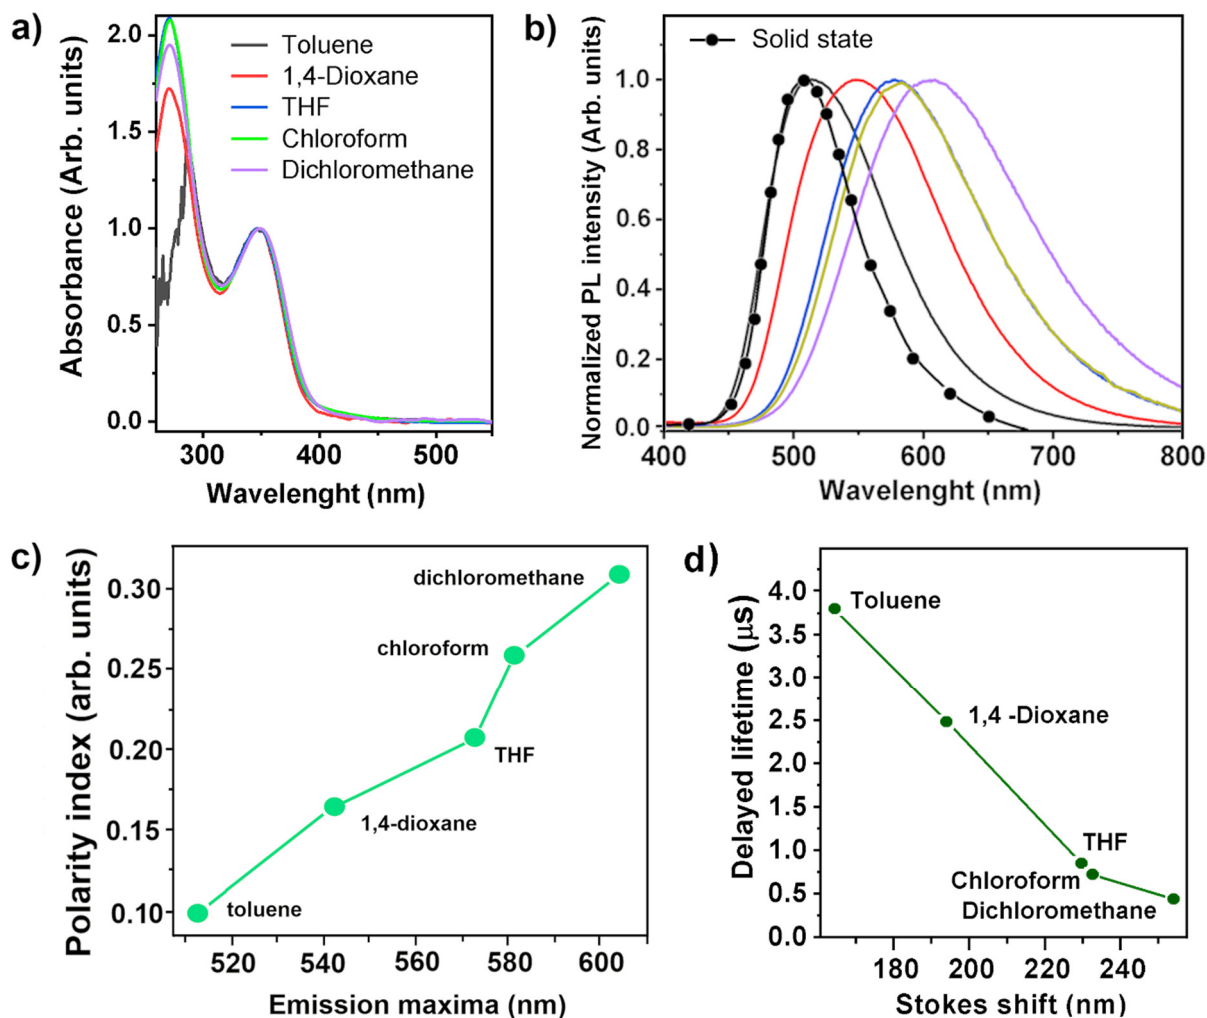 a)
Absorbance (Arb. units)
2.0
1.5
1.0
0.5
0.0
Toluene
1,4-Dioxane
THF
Chloroform
Dichloromethane
300 400 500
Wavelenght (nm)
b)
Normalized PL intensity (Arb. units)
Solid state
1.0
0.8
0.6
0.4
0.2
0.0
400 500 600 700 800
Wavelenght (nm)
c)
Polarity index (arb. units)
0.30
0.25
0.20
0.15
0.10
dichloromethane
chloroform
THF
1,4-dioxane
toluene
520 540 560 580 600
Emission maxima (nm)
d)
Delayed lifetime (μs)
4.0
3.5
3.0
2.5
2.0
1.5
1.0
0.5
0.0
Toluene
1,4 -Dioxane
THF
Chloroform
Dichloromethane
180 200 220 240
Stokes shift (nm)